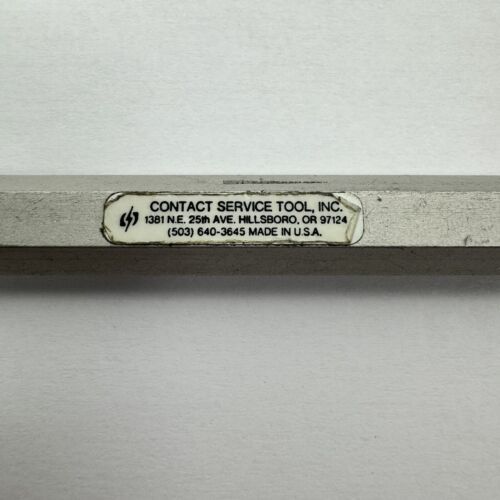 CONTACT SERVICE TOOL, INC.
1381 N.E. 25th AVE. HILLSBORO, OR 97124
(503) 640-3645 MADE IN U.S.A.